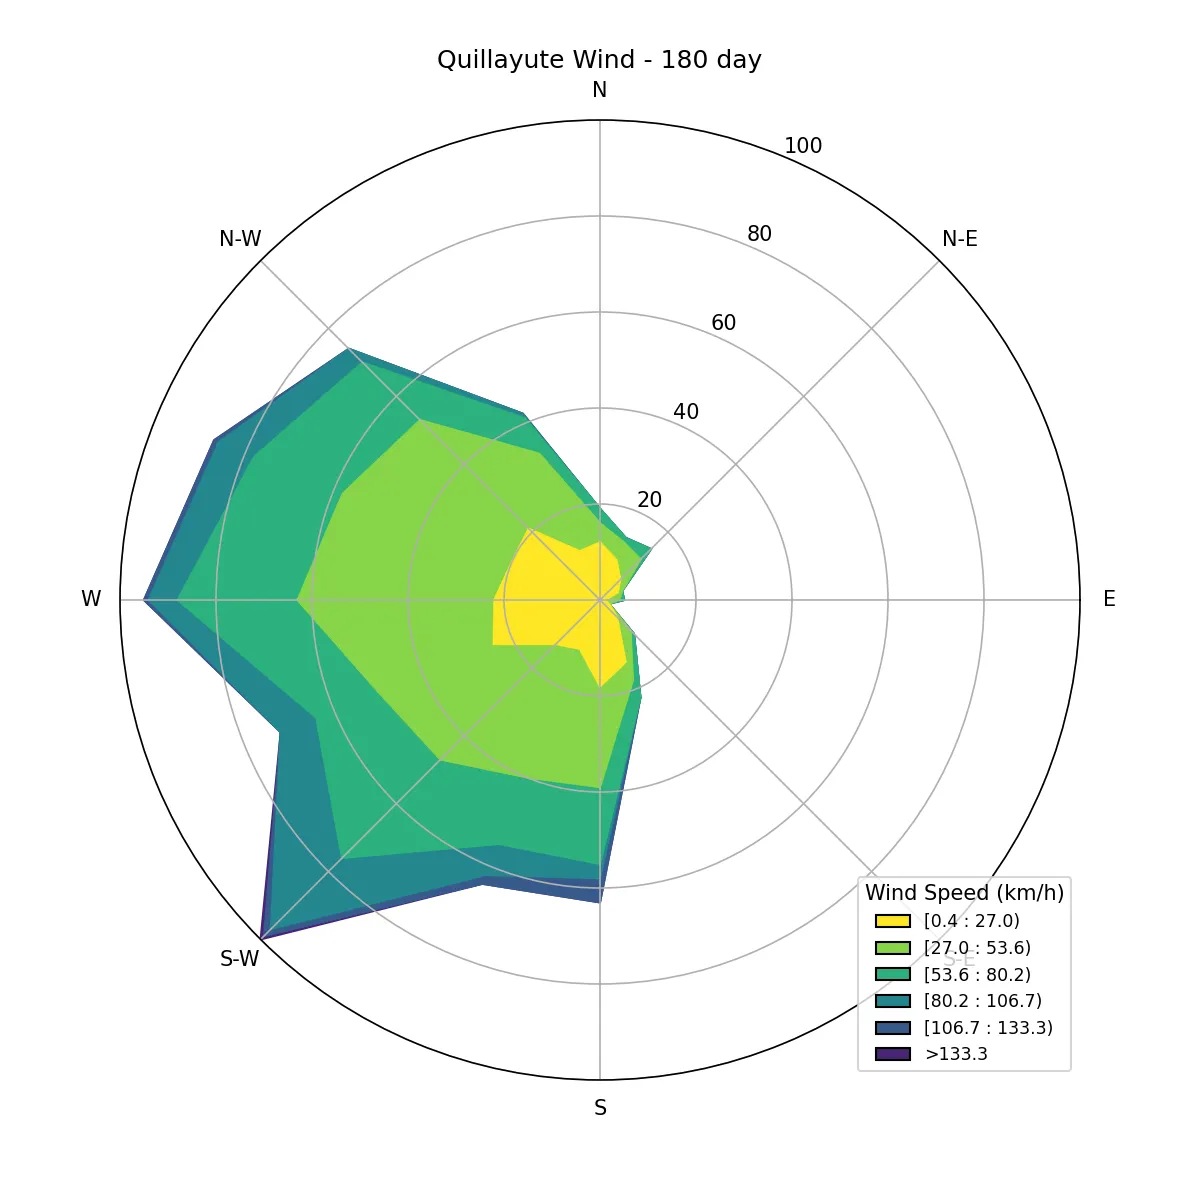 Quillayute Wind - 180 day
N
100
N-W
80
N-E
60
40
20
W
E
S-W
S-E
S
Wind Speed (km/h)
[0.4 : 27.0)
[27.0 : 53.6)
[53.6 : 80.2)
[80.2 : 106.7)
[106.7 : 133.3)
>133.3